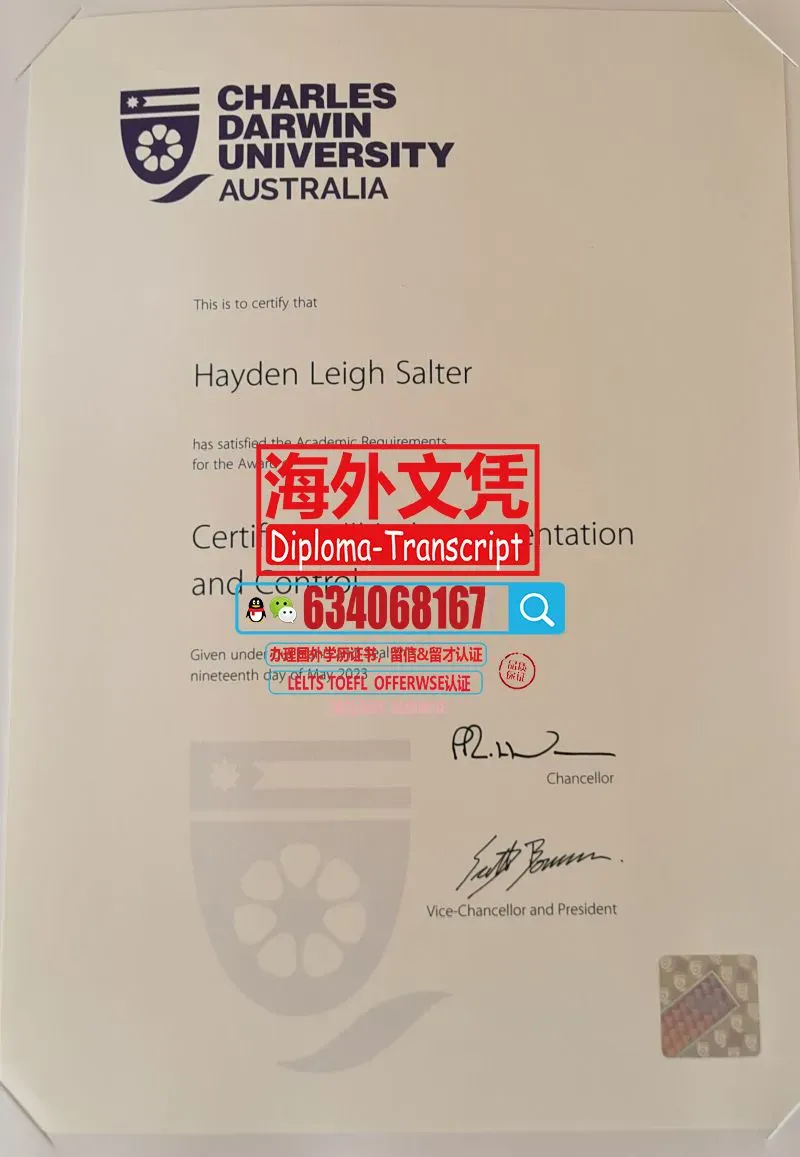 CHARLES
DARWIN
UNIVERSITY
AUSTRALIA
This is to certify that
Hayden Leigh Salter
has satisfied the Academic Requirements
for the Award
海外文凭
Diploma-Transcript
and Control
634068167
Given under
办理国外学历证书，留信&留才认证
nineteenth day of May 2023
LELTS TOEFL OFFERWSE认证
Chancellor
Vice-Chancellor and President